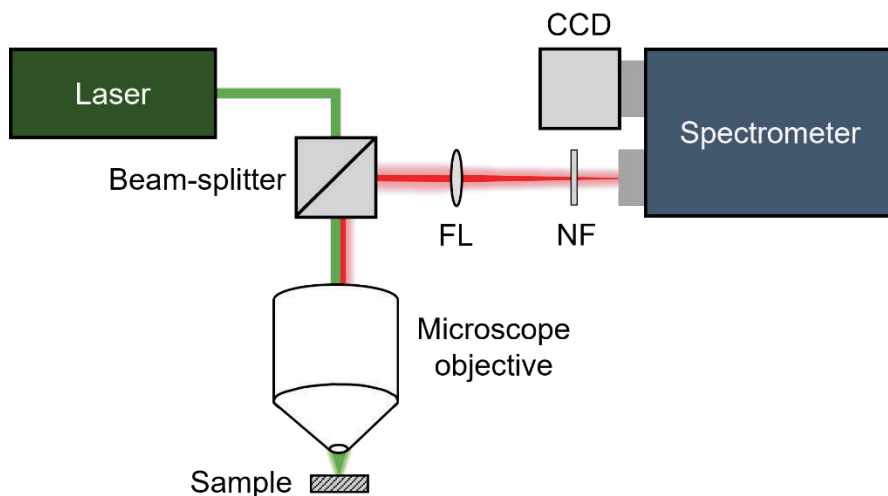 CCD
Laser
Spectrometer
Beam-splitter
FL
NF
Microscope
objective
Sample